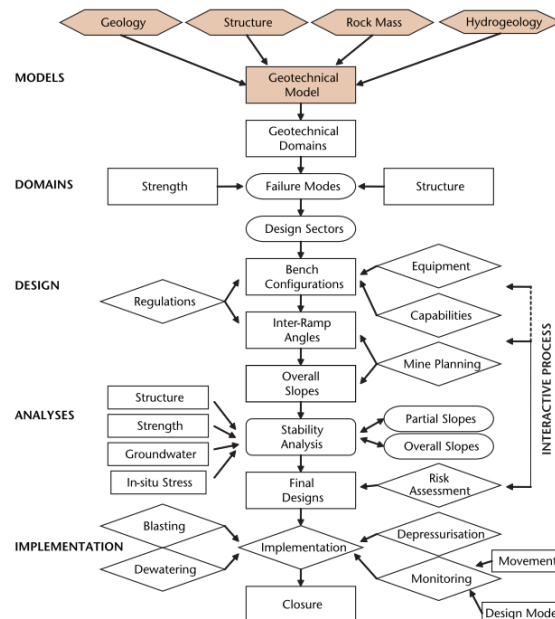 Geology
Structure
Rock Mass
Hydrogeology
MODELS
Geotechnical
Model
Geotechnical
Domains
DOMAINS
Strength
Failure Modes
Structure
Design Sectors
DESIGN
Regulations
Bench
Configurations
Equipment
Capabilities
Inter-Ramp
Angles
Mine Planning
Overall
Slopes
INTERACTIVE PROCESS
ANALYSES
Structure
Strength
Groundwater
In-situ Stress
Stability
Analysis
Partial Slopes
Overall Slopes
Final
Designs
Risk
Assessment
IMPLEMENTATION
Blasting
Dewatering
Implementation
Depressurisation
Monitoring
Movement
Closure
Design Model